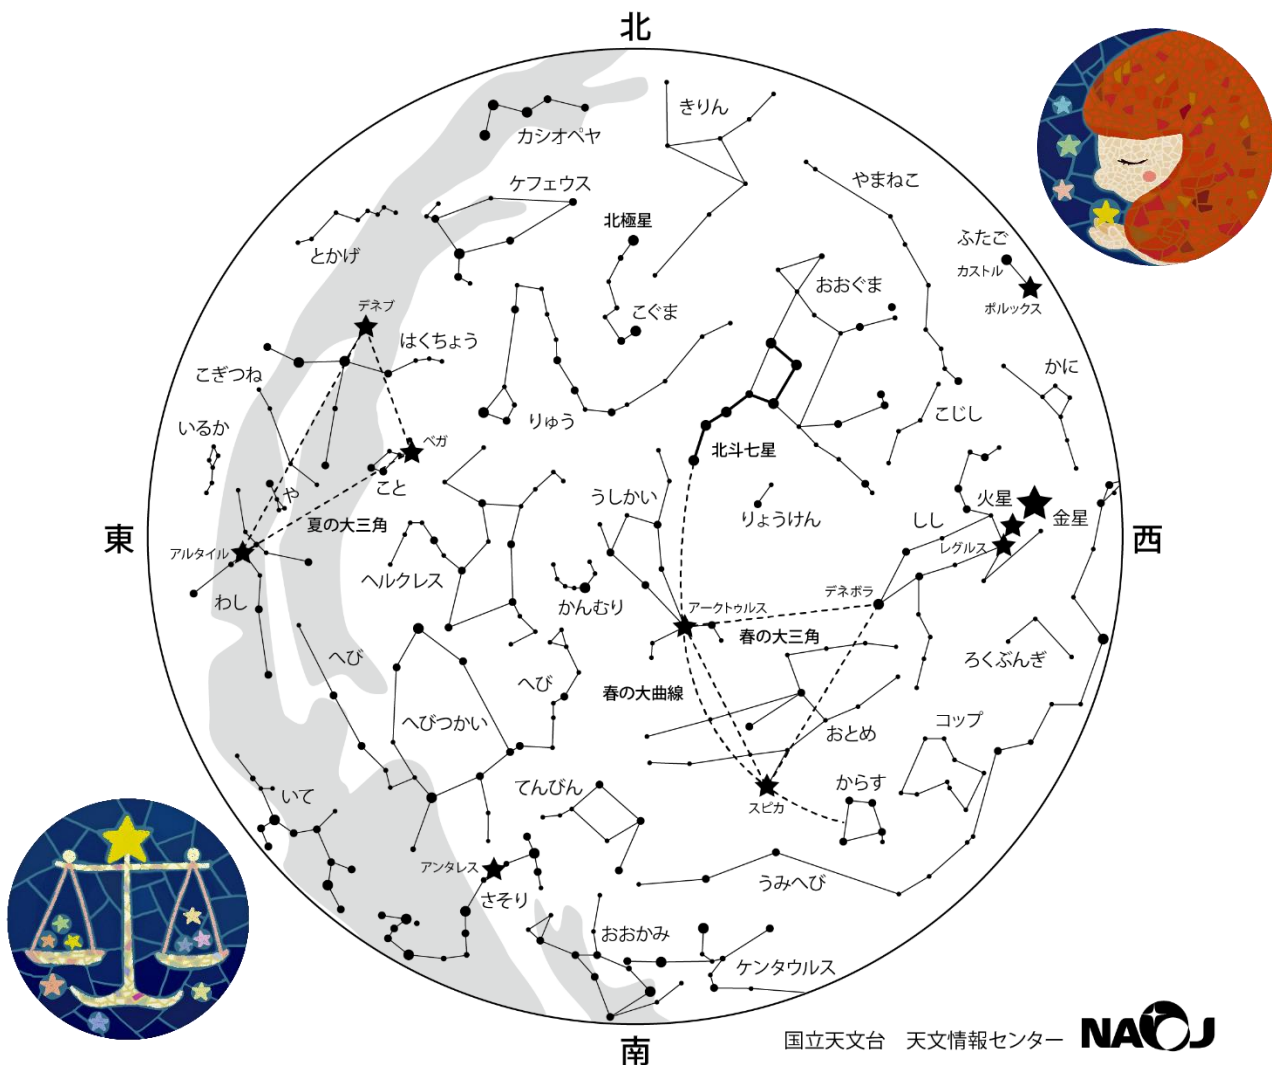 北
きりん
カシオペヤ
ケフェウス
やまねこ
北極星
ふたご
とかげ
カストル
おおぐま
ポルックス
デネブ
こぐま
はくちょう
こぎつね
かに
りゅう
こじし
いるか
ベガ
北斗七星
こと
や
うしかい
りょうけん
火星
金星
しし
夏の大三角
東
西
アルタイル
レグルス
ヘルクレス
かんむり
デネボラ
わし
アークトゥルス
春の大三角
へび
ろくぶんぎ
へび
春の大曲線
へびつかい
コップ
おとめ
からす
てんびん
いて
スピカ
アンタレス
うみへび
さそり
おおかみ
ケンタウルス
国立天文台 天文情報センター NAOJ
南